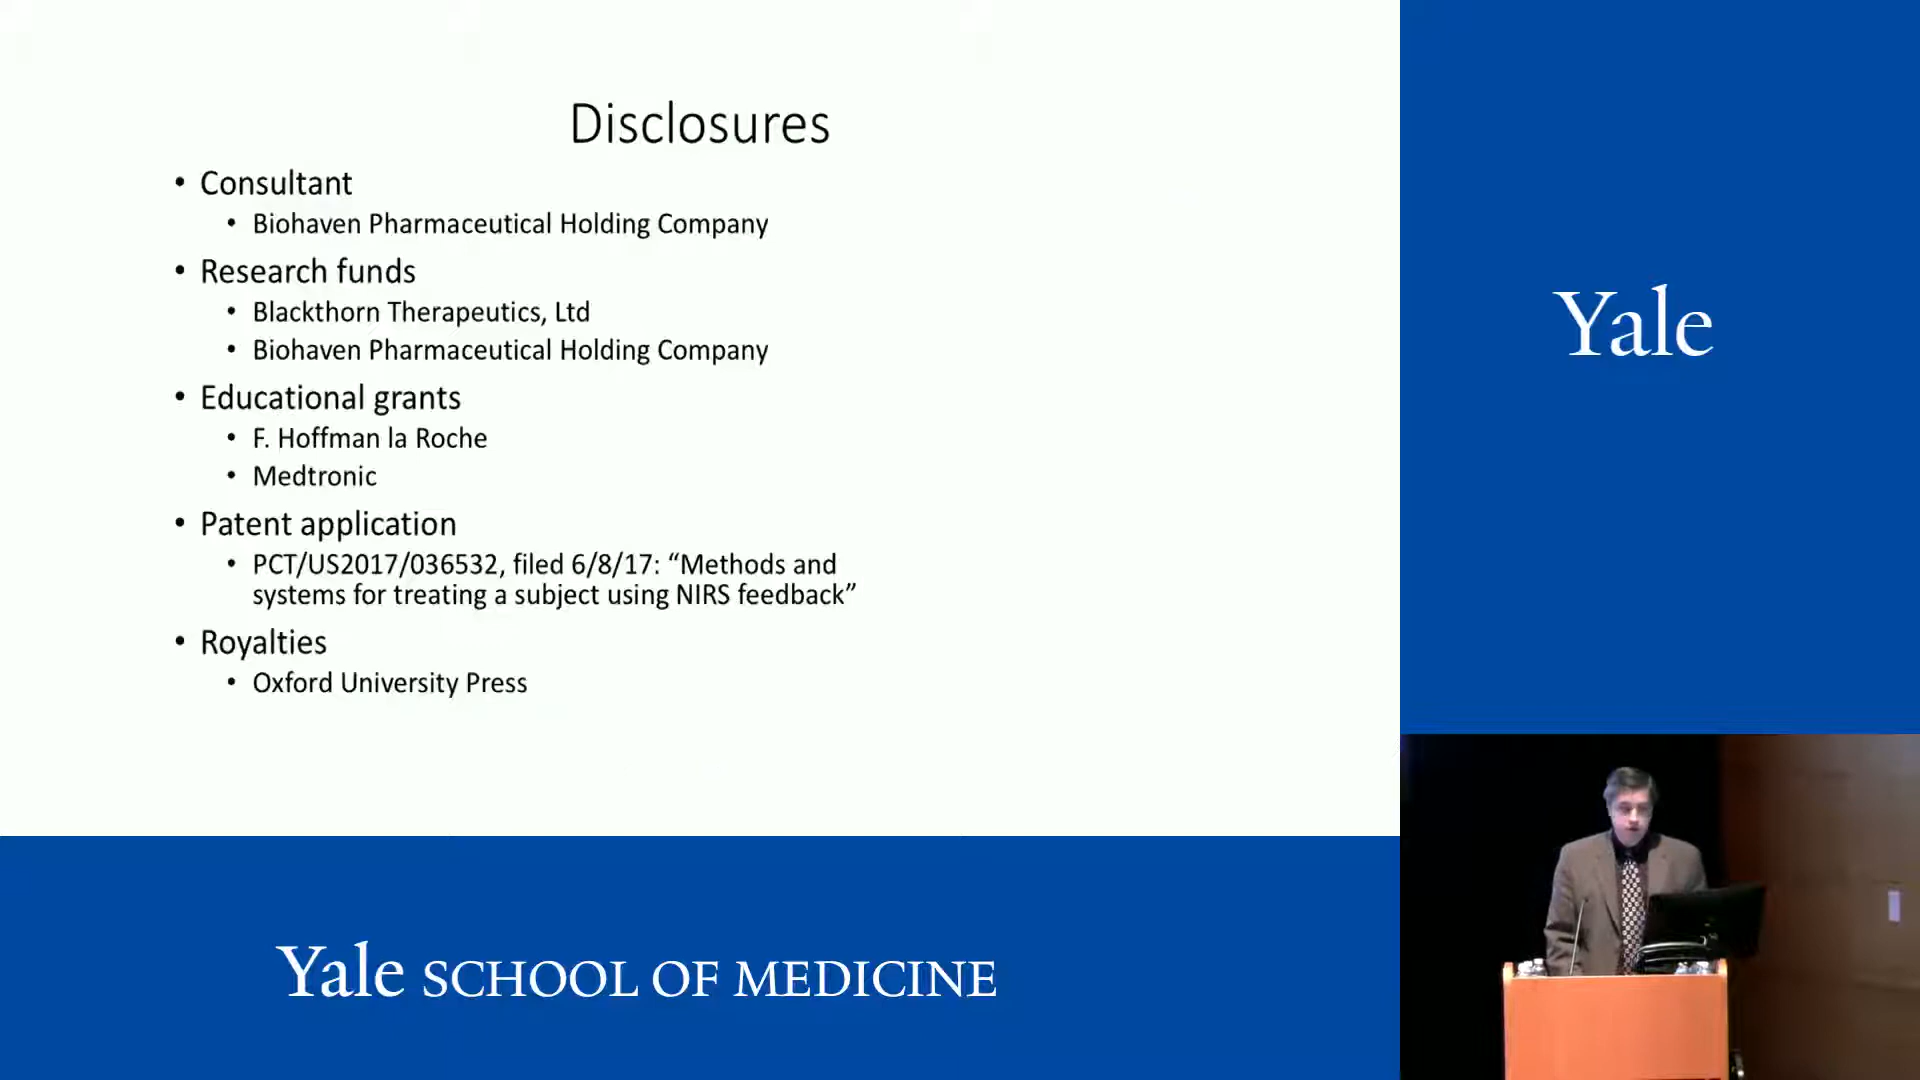 Disclosures
• Consultant
• Biohaven Pharmaceutical Holding Company
• Research funds
• Blackthorn Therapeutics, Ltd
• Biohaven Pharmaceutical Holding Company
• Educational grants
• F. Hoffman la Roche
• Medtronic
• Patent application
• PCT/US2017/036532, filed 6/8/17: “Methods and
systems for treating a subject using NIRS feedback”
• Royalties
• Oxford University Press
Yale
Yale SCHOOL OF MEDICINE